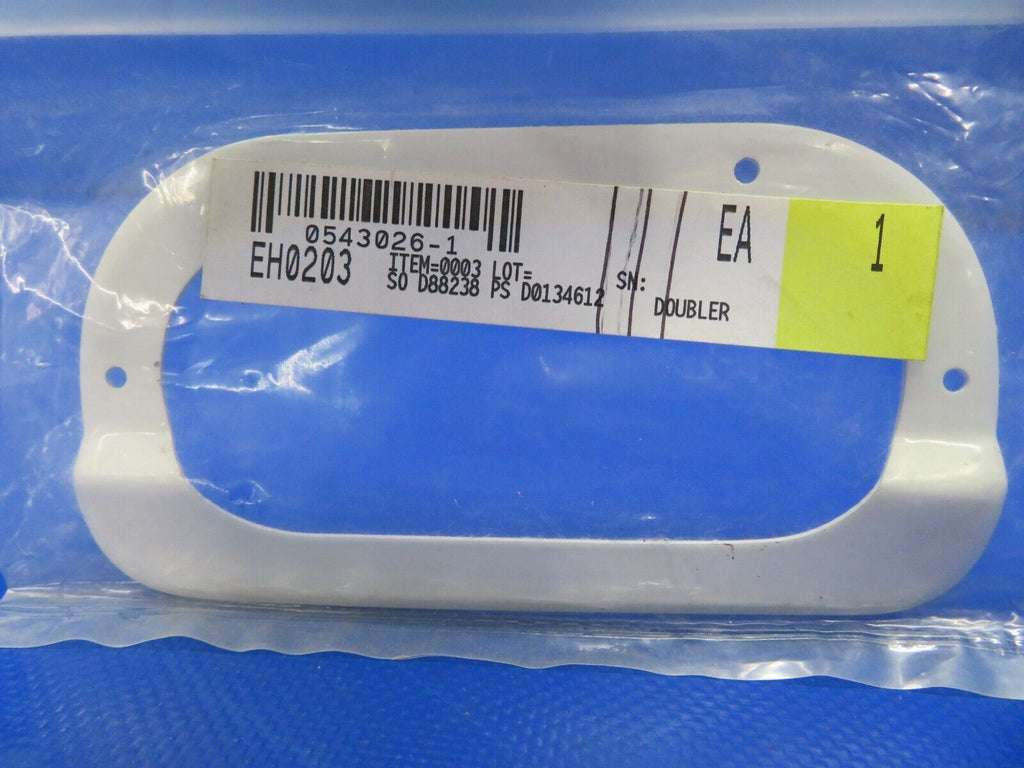 0543026-1
EH0203
ITEM=0003 LOT=
SO D88238 PS D0134612
SN:
DOUBLER
EA
1